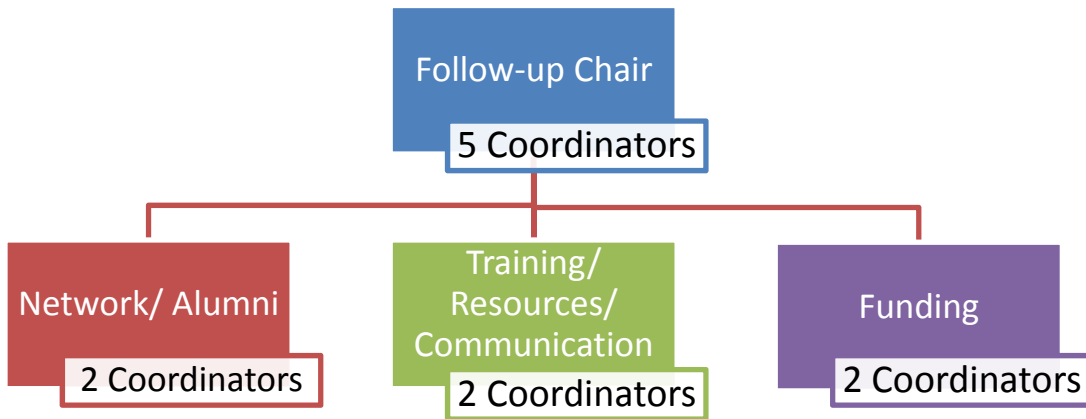 Follow-up Chair
5 Coordinators
Network/ Alumni
2 Coordinators
Training/
Resources/
Communication
2 Coordinators
Funding
2 Coordinators